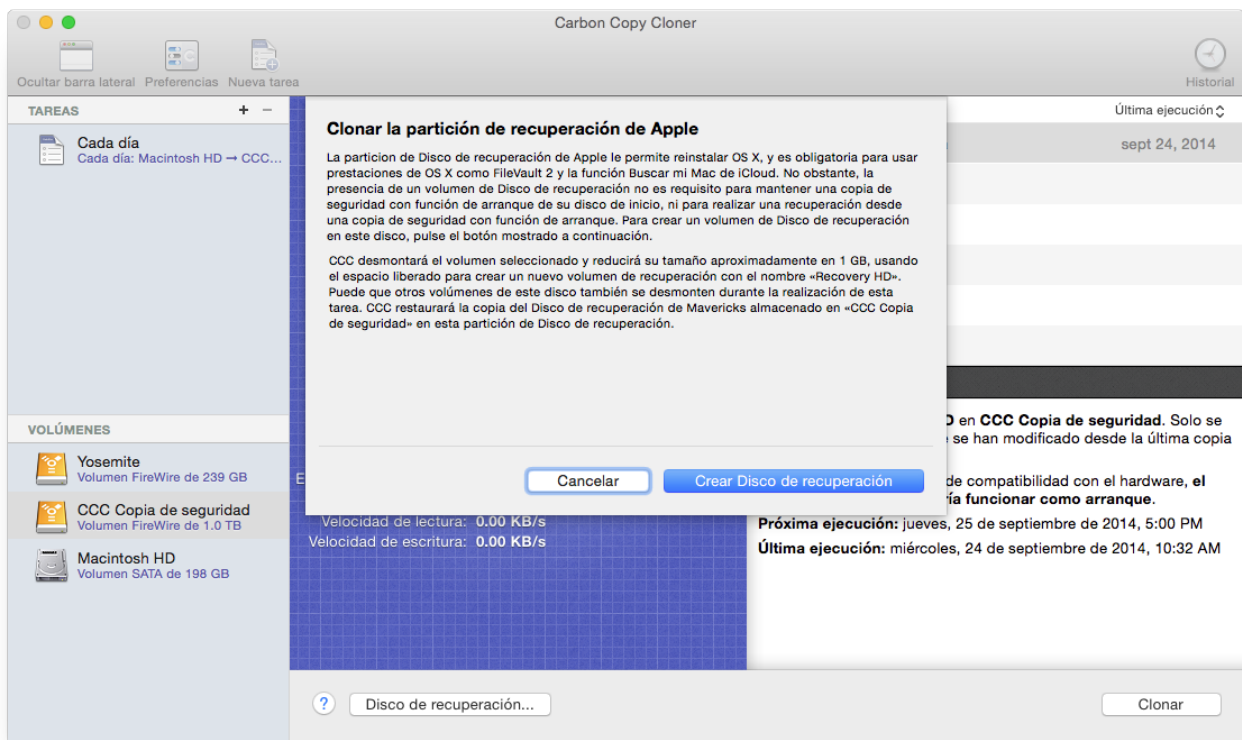 Carbon Copy Cloner
Ocultar barra lateral Preferencias Nueva tarea
Historial
TAREAS + −
Cada día
Cada día: Macintosh HD → CCC...
VOLÚMENES
Yosemite
Volumen FireWire de 239 GB
CCC Copia de seguridad
Volumen FireWire de 1.0 TB
Macintosh HD
Volumen SATA de 198 GB
Clonar la partición de recuperación de Apple
La particion de Disco de recuperación de Apple le permite reinstalar OS X, y es obligatoria para usar
prestaciones de OS X como FileVault 2 y la función Buscar mi Mac de iCloud. No obstante, la
presencia de un volumen de Disco de recuperación no es requisito para mantener una copia de
seguridad con función de arranque de su disco de inicio, ni para realizar una recuperación desde
una copia de seguridad con función de arranque. Para crear un volumen de Disco de recuperación
en este disco, pulse el botón mostrado a continuación.
CCC desmontará el volumen seleccionado y reducirá su tamaño aproximadamente en 1 GB, usando
el espacio liberado para crear un nuevo volumen de recuperación con el nombre «Recovery HD».
Puede que otros volúmenes de este disco también se desmonten durante la realización de esta
tarea. CCC restaurará la copia del Disco de recuperación de Mavericks almacenado en «CCC Copia
de seguridad» en esta partición de Disco de recuperación.
Cancelar Crear Disco de recuperación
Velocidad de lectura: 0.00 KB/s
Velocidad de escritura: 0.00 KB/s
Última ejecución
sept 24, 2014
en CCC Copia de seguridad. Solo se
se han modificado desde la última copia
de compatibilidad con el hardware, el
funcionar como arranque.
Próxima ejecución: jueves, 25 de septiembre de 2014, 5:00 PM
Última ejecución: miércoles, 24 de septiembre de 2014, 10:32 AM
? Disco de recuperación... Clonar